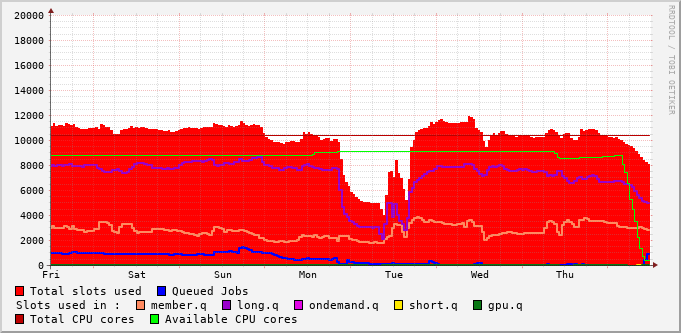 RRDTOOL / TOBI OETIKER
20000
18000
16000
14000
12000
10000
8000
6000
4000
2000
0
Fri Sat Sun Mon Tue Wed Thu
Total slots used Queued Jobs
Slots used in : member.q long.q ondemand.q short.q gpu.q
Total CPU cores Available CPU cores